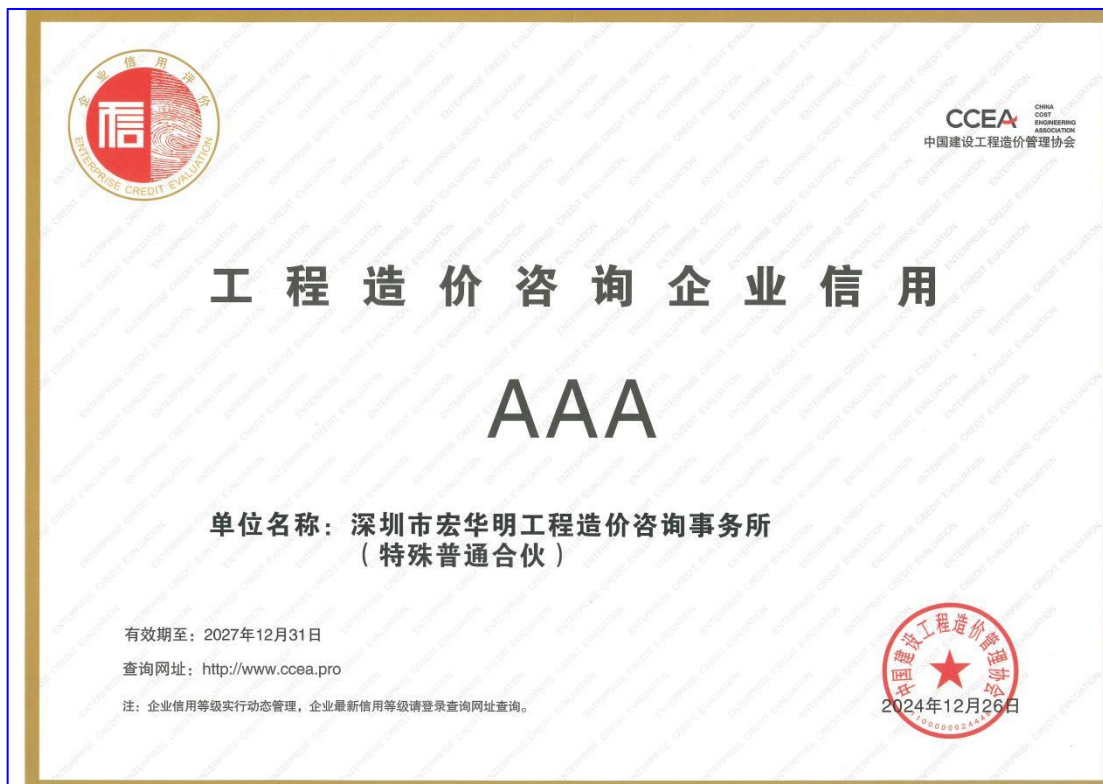 企业信用评价
信
ENTERPRISE CREDIT EVALUATION
CCEA
CHINA
COST
ENGINEERING
ASSOCIATION
中国建设工程造价管理协会
工程造价咨询企业信用
AAA
单位名称：深圳市宏华明工程造价咨询事务所
（特殊普通合伙）
有效期至：2027年12月31日
查询网址：http://www.ccea.pro
注：企业信用等级实行动态管理，企业最新信用等级请登录查询网址查询。
中国建设工程造价管理协会
2024年12月26日